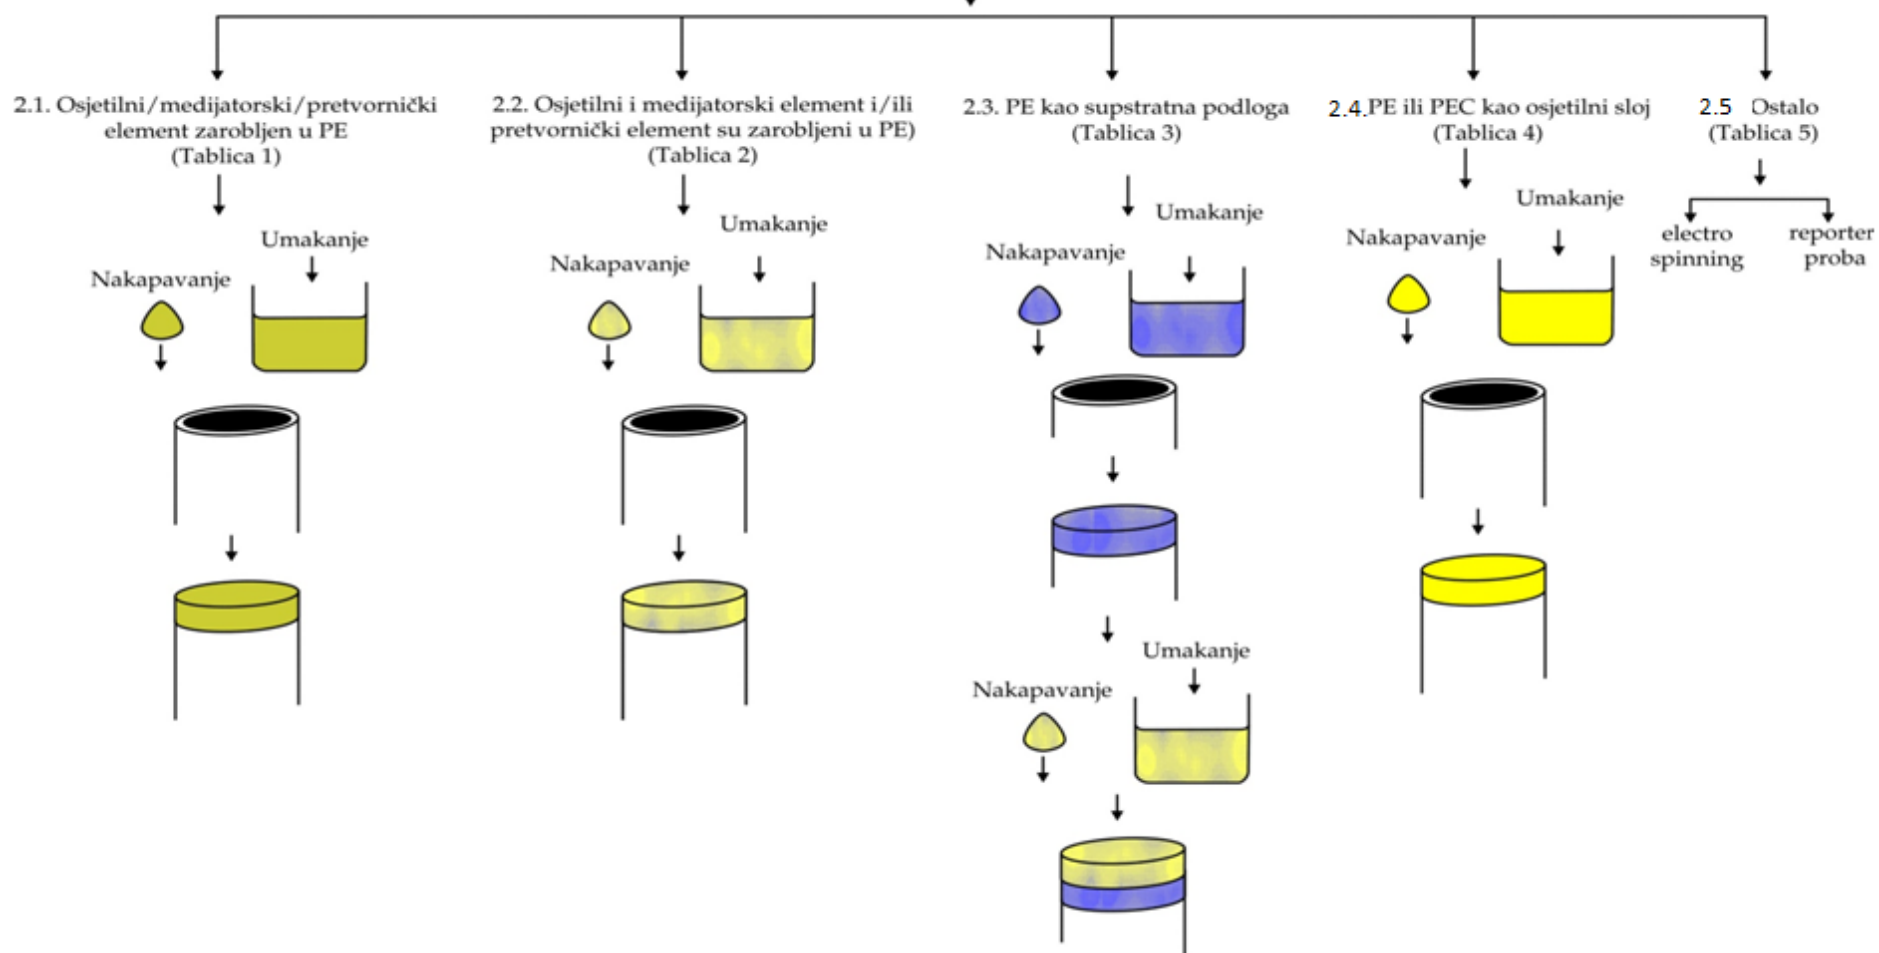 2.1. Osjetilni/medijatorski/pretvornički
element zarobljen u PE
(Tablica 1)
Umakanje
Nakapavanje
2.2. Osjetilni i medijatorski element i/ili
pretvornički element su zarobljeni u PE)
(Tablica 2)
Umakanje
Nakapavanje
2.3. PE kao supstratna podloga
(Tablica 3)
Umakanje
Nakapavanje
Umakanje
Nakapavanje
2.4.PE ili PEC kao osjetilni sloj
(Tablica 4)
Umakanje
Nakapavanje
2.5 Ostalo
(Tablica 5)
electro
spinning
reporter
proba